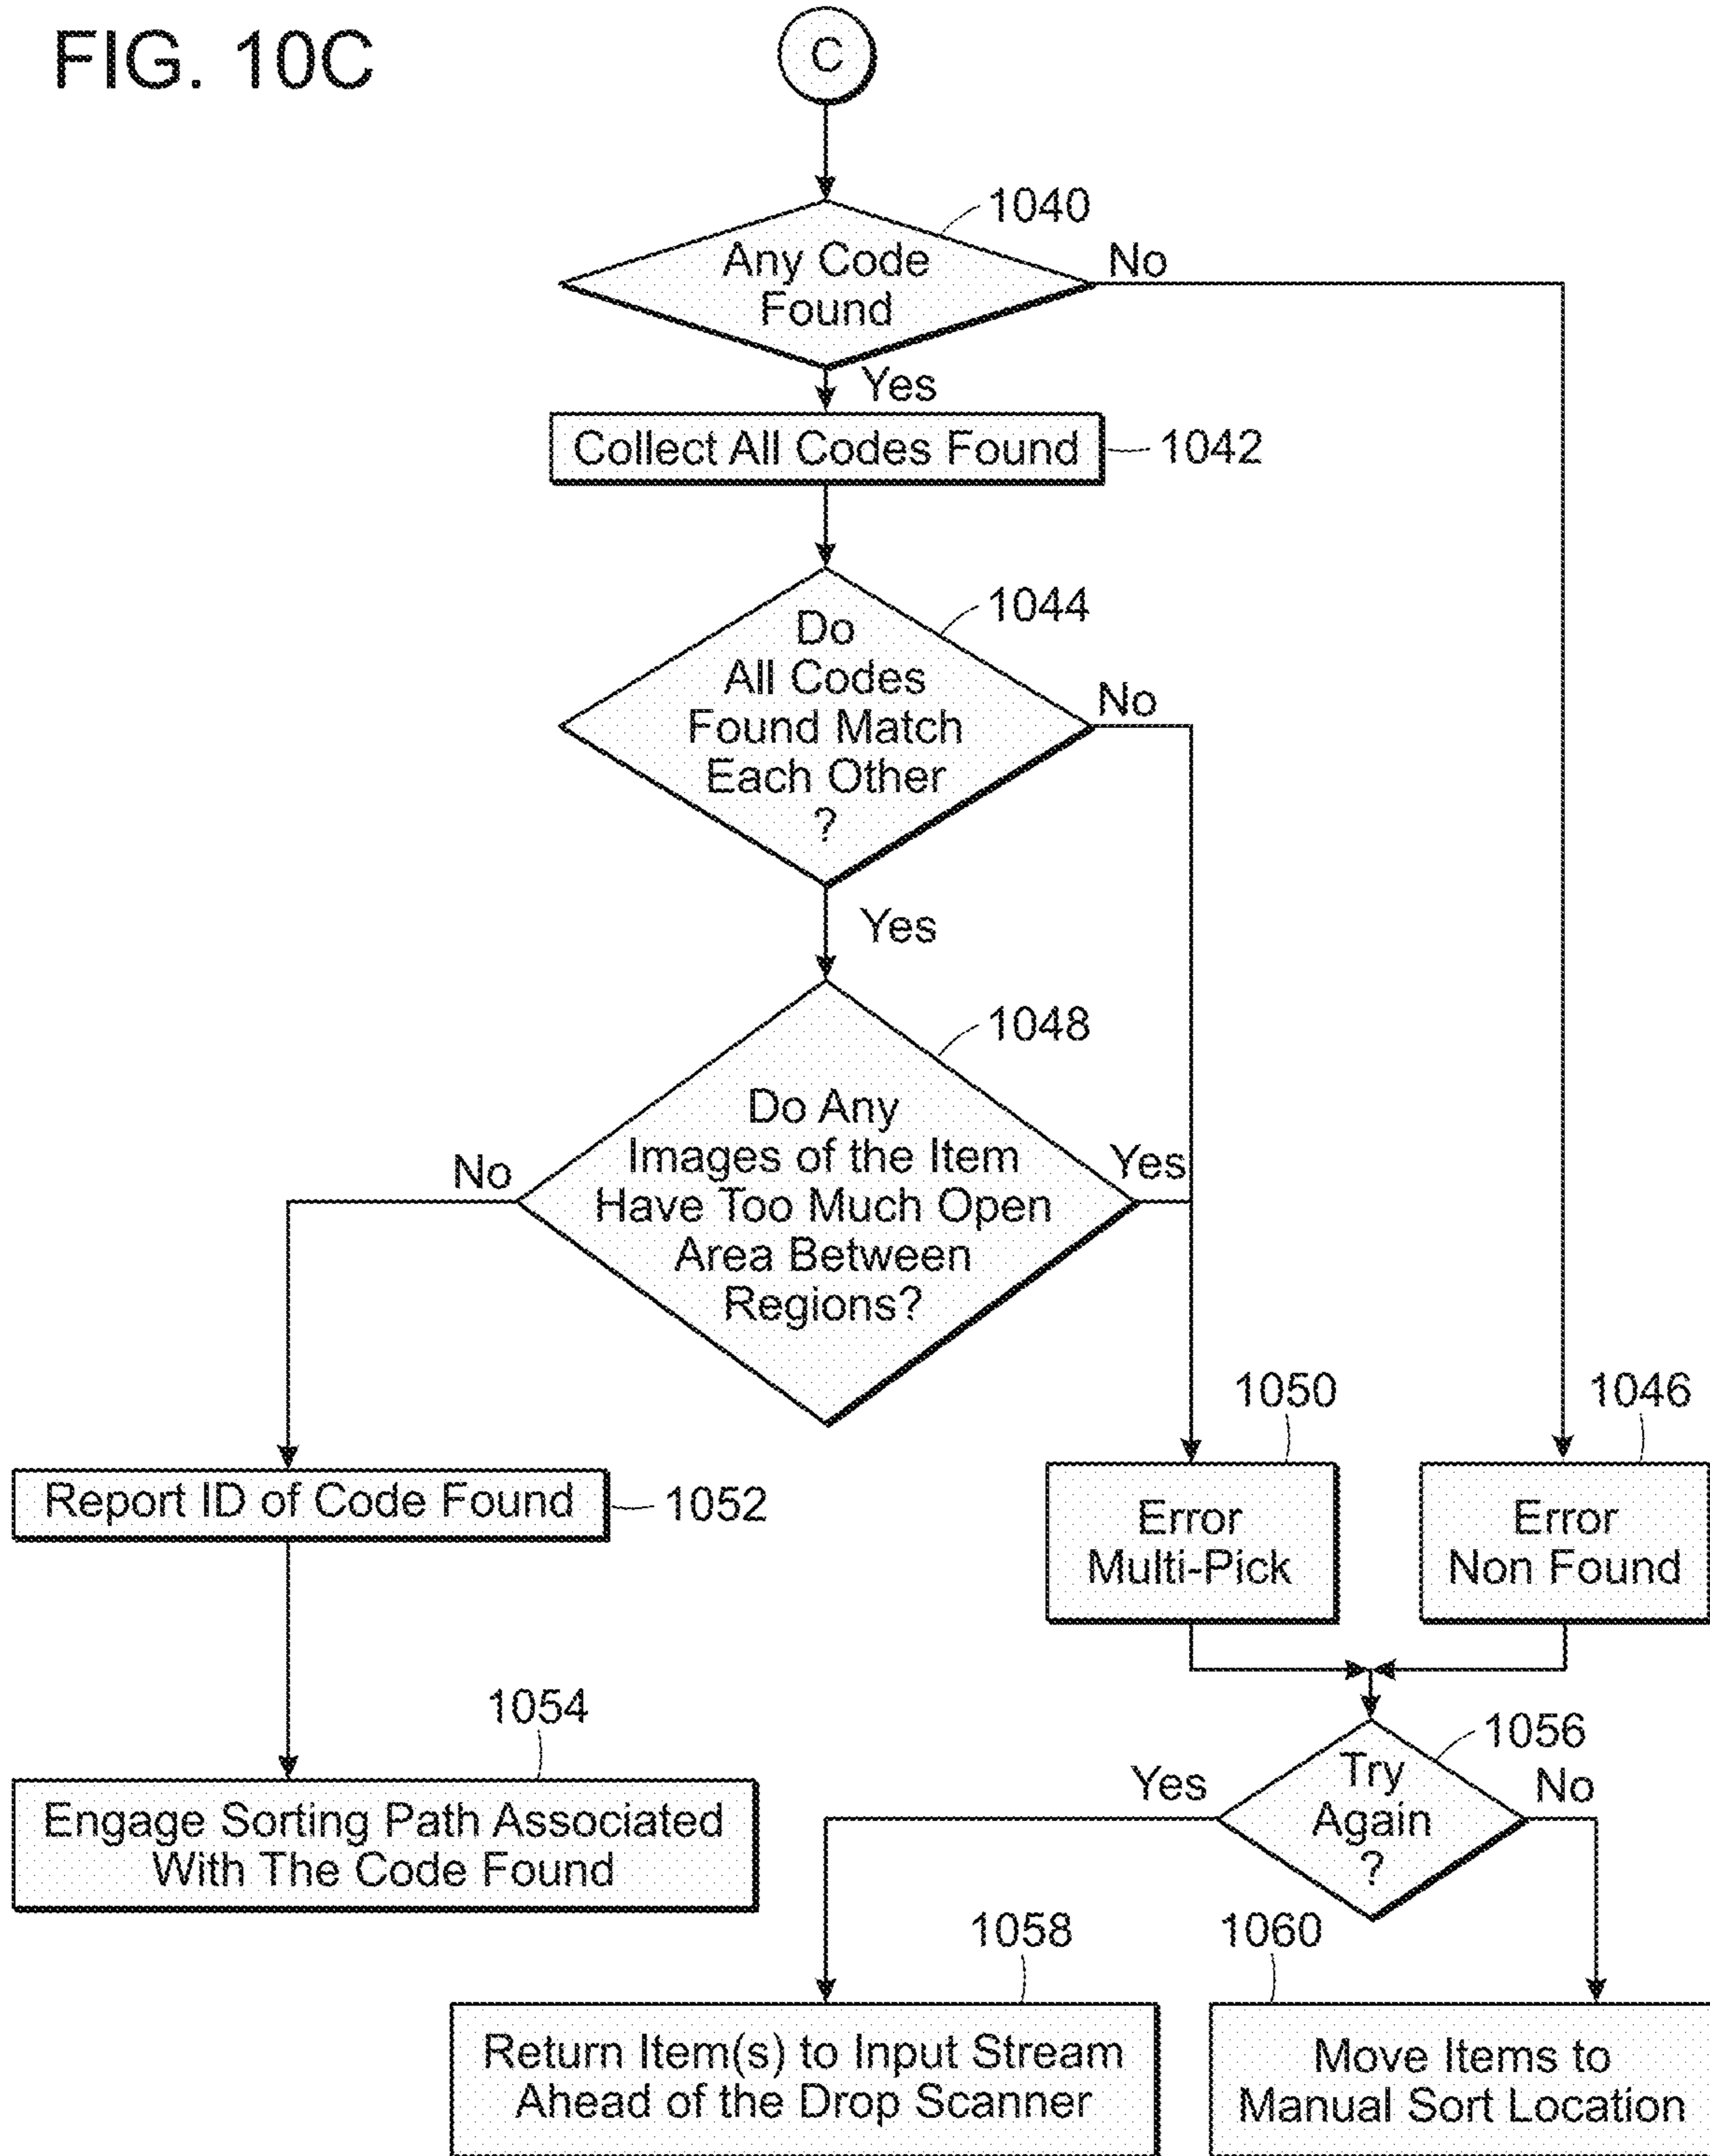 FIG. 10C
C
1040
Any Code
Found
No
Yes
Collect All Codes Found
1042
1044
Do
All Codes
Found Match
Each Other
?
No
Yes
1048
Do Any
Images of the Item
Have Too Much Open
Area Between
Regions?
No
Yes
1050
1046
Report ID of Code Found
1052
Error
Multi-Pick
Error
Non Found
1054
Engage Sorting Path Associated
With The Code Found
1056
Try
Again
?
Yes
No
1058
1060
Return Item(s) to Input Stream
Ahead of the Drop Scanner
Move Items to
Manual Sort Location